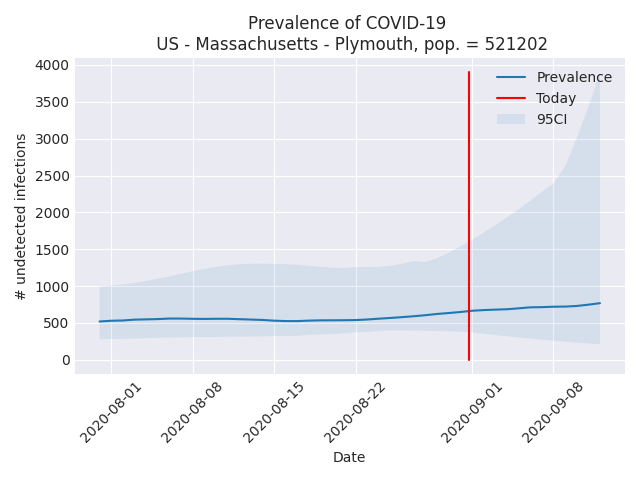 Prevalence of COVID-19
US - Massachusetts - Plymouth, pop. = 521202
# undetected infections
4000
3500
3000
2500
2000
1500
1000
500
0
Prevalence
Today
95CI
2020-08-01
2020-08-08
2020-08-15
2020-08-22
2020-09-01
2020-09-08
Date